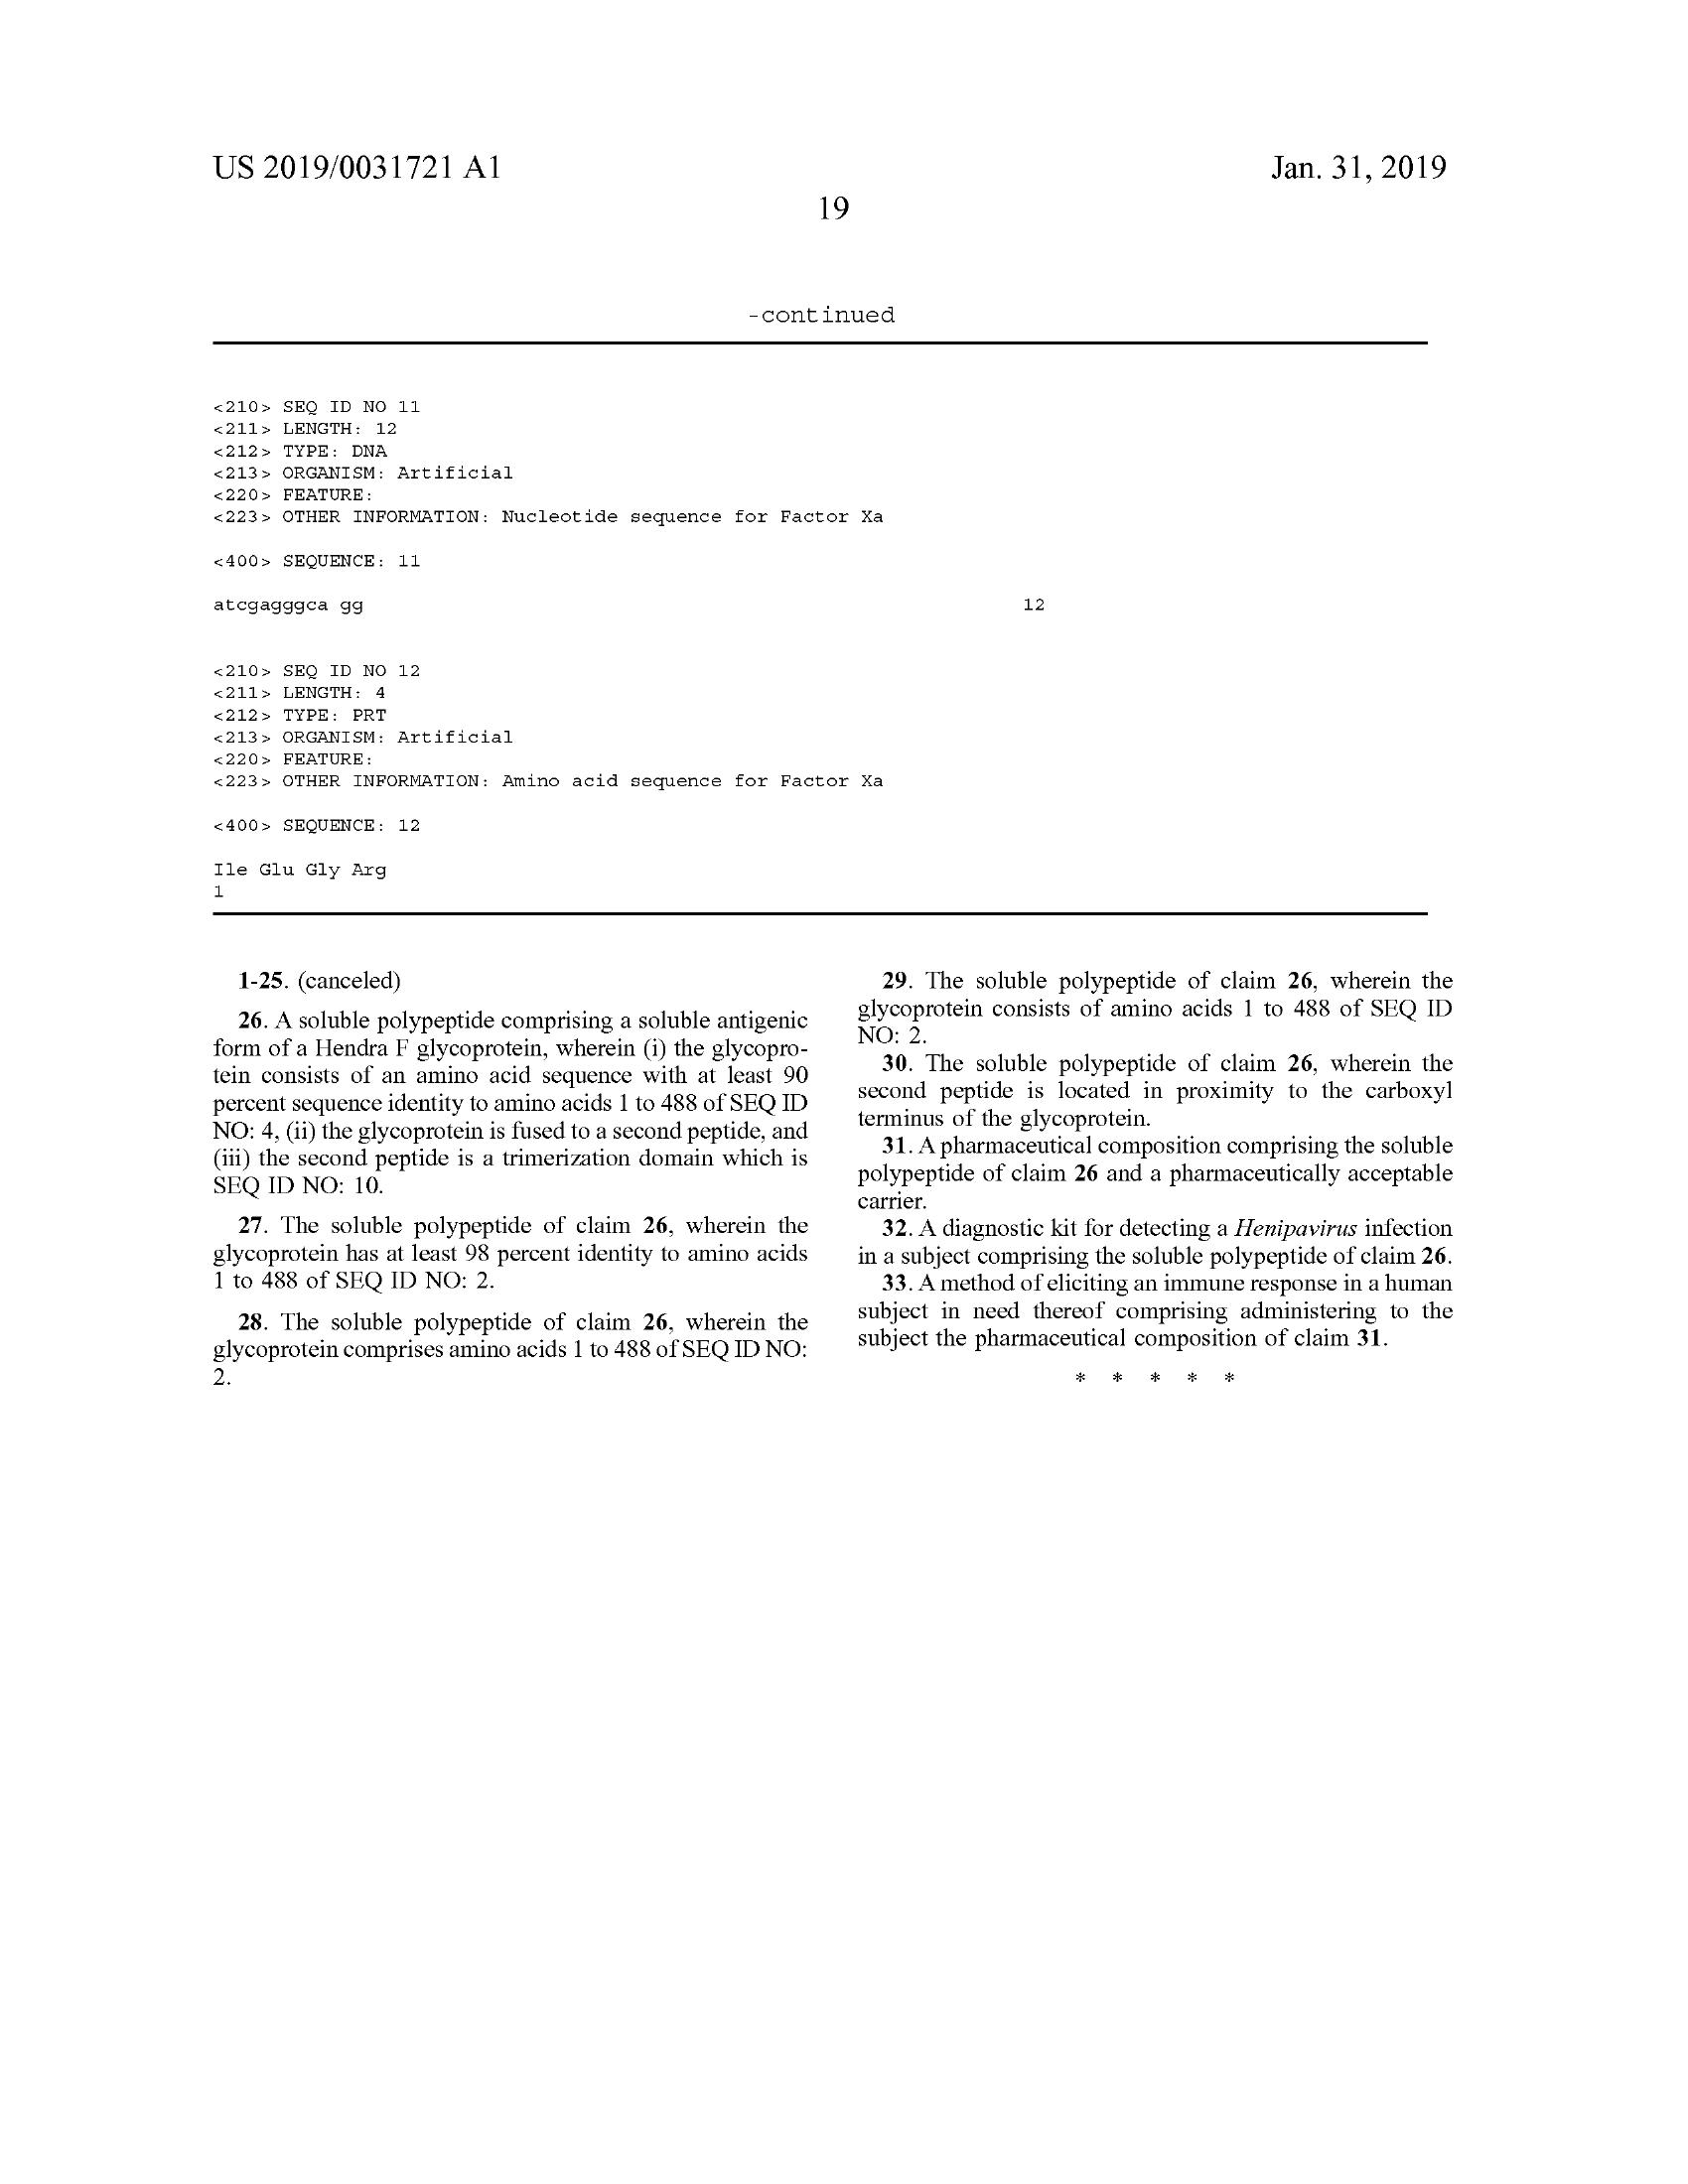 US 2019/0031721 A1
Jan. 31, 2019
19
-continued
<210> SEQ ID NO 11
<211> LENGTH: 12
<212> TYPE: DNA
<213> ORGANISM: Artificial
<220> FEATURE:
<223> OTHER INFORMATION: Nucleotide sequence for Factor Xa
<400> SEQUENCE: 11
atcgagggca gg 12
<210> SEQ ID NO 12
<211> LENGTH: 4
<212> TYPE: PRT
<213> ORGANISM: Artificial
<220> FEATURE:
<223> OTHER INFORMATION: Amino acid sequence for Factor Xa
<400> SEQUENCE: 12
Ile Glu Gly Arg
1
1-25. (canceled)
26. A soluble polypeptide comprising a soluble antigenic
form of a Hendra F glycoprotein, wherein (i) the glycopro-
tein consists of an amino acid sequence with at least 90
percent sequence identity to amino acids 1 to 488 of SEQ ID
NO: 4, (ii) the glycoprotein is fused to a second peptide, and
(iii) the second peptide is a trimerization domain which is
SEQ ID NO: 10.
27. The soluble polypeptide of claim 26, wherein the
glycoprotein has at least 98 percent identity to amino acids
1 to 488 of SEQ ID NO: 2.
28. The soluble polypeptide of claim 26, wherein the
glycoprotein comprises amino acids 1 to 488 of SEQ ID NO:
2.
29. The soluble polypeptide of claim 26, wherein the
glycoprotein consists of amino acids 1 to 488 of SEQ ID
NO: 2.
30. The soluble polypeptide of claim 26, wherein the
second peptide is located in proximity to the carboxyl
terminus of the glycoprotein.
31. A pharmaceutical composition comprising the soluble
polypeptide of claim 26 and a pharmaceutically acceptable
carrier.
32. A diagnostic kit for detecting a Henipavirus infection
in a subject comprising the soluble polypeptide of claim 26.
33. A method of eliciting an immune response in a human
subject in need thereof comprising administering to the
subject the pharmaceutical composition of claim 31.
* * * * *